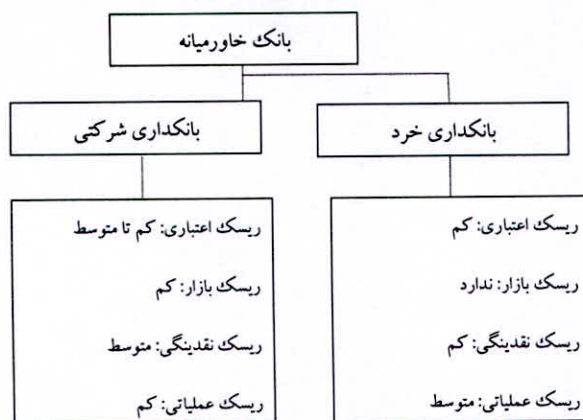 بانک خاورمیانه
بانکداری خرد
بانکداری شرکتی
ریسک اعتباری: کم
ریسک بازار: ندارد
ریسک نقدینگی: کم
ریسک عملیاتی: متوسط
ریسک اعتباری: کم تا متوسط
ریسک بازار: کم
ریسک نقدینگی: متوسط
ریسک عملیاتی: کم